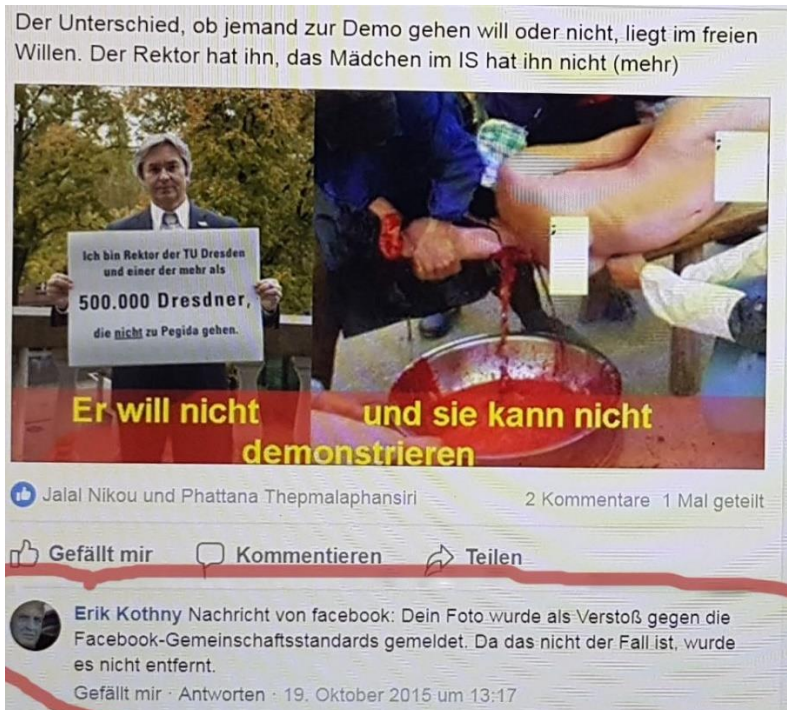 Der Unterschied, ob jemand zur Demo gehen will oder nicht, liegt im freien
Willen. Der Rektor hat ihn, das Mädchen im IS hat ihn nicht (mehr)
Ich bin Rektor der TU Dresden
und einer der mehr als
500.000 Dresdner,
die nicht zu Pegida gehen.
Er will nicht
und sie kann nicht
demonstrieren
Jalal Nikou und Phattana Thepmalaphansiri
2 Kommentare 1 Mal geteilt
Gefällt mir Kommentieren Teilen
Erik Kothny Nachricht von facebook: Dein Foto wurde als Verstoß gegen die
Facebook-Gemeinschaftsstandards gemeldet. Da das nicht der Fall ist, wurde
es nicht entfernt.
Gefällt mir · Antworten · 19. Oktober 2015 um 13:17